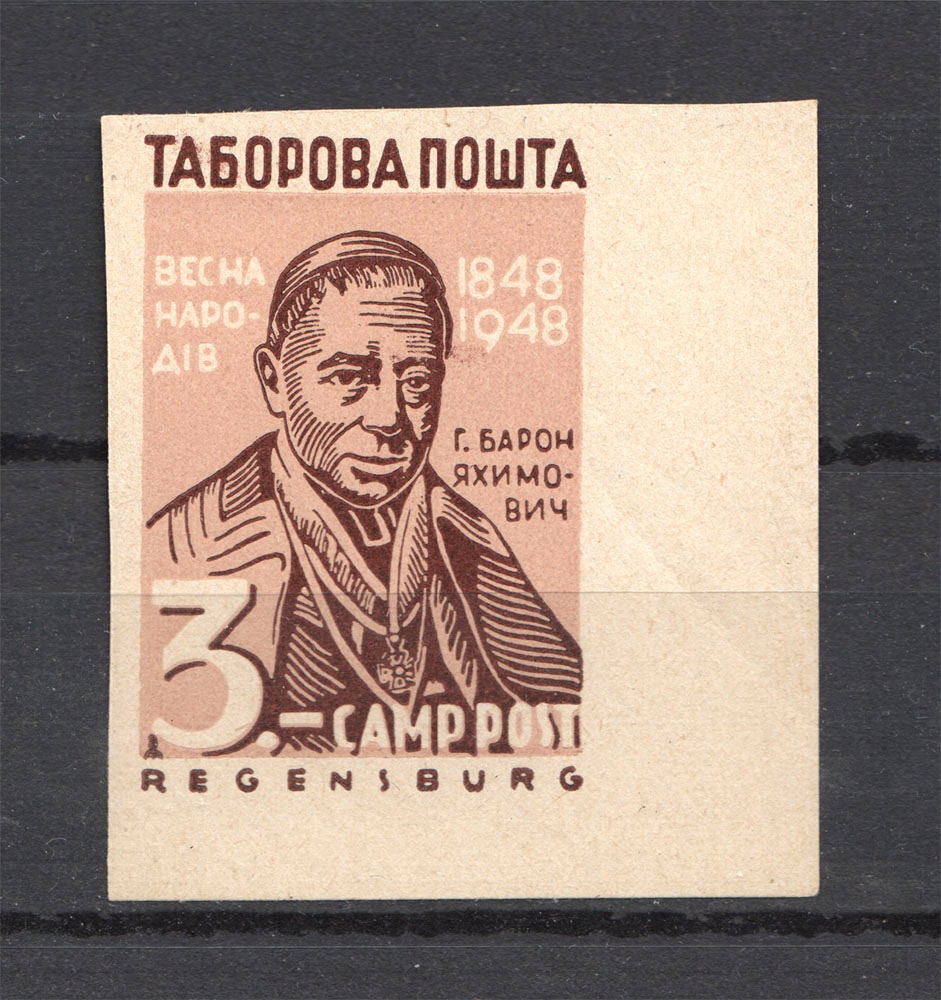 ТАБОРОВА ПОШТА
ВЕСНА
НАРО-
ДІВ
1848
1948
Г. БАРОН
ЯХИМО-
ВИЧ
3.–
CAMP POST
REGENSBURG